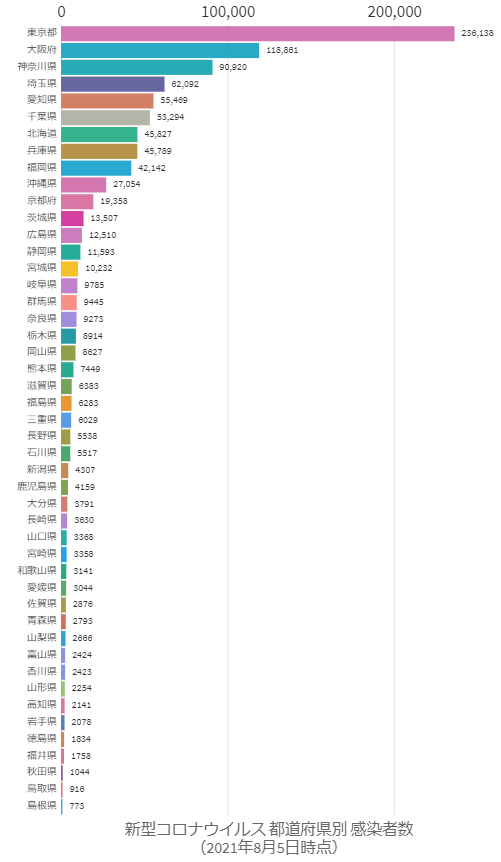 0 100,000 200,000
東京都 236,138
大阪府 118,861
神奈川県 90,920
埼玉県 62,092
愛知県 55,469
千葉県 53,294
北海道 45,827
兵庫県 45,789
福岡県 42,142
沖縄県 27,054
京都府 19,358
茨城県 13,507
広島県 12,510
静岡県 11,593
宮城県 10,232
岐阜県 9785
群馬県 9445
奈良県 9273
栃木県 8914
岡山県 8627
熊本県 7449
滋賀県 6383
福島県 6283
三重県 6029
長野県 5538
石川県 5517
新潟県 4307
鹿児島県 4159
大分県 3791
長崎県 3630
山口県 3368
宮崎県 3358
和歌山県 3141
愛媛県 3044
佐賀県 2876
青森県 2793
山梨県 2666
富山県 2424
香川県 2423
山形県 2254
高知県 2141
岩手県 2078
徳島県 1834
福井県 1758
秋田県 1044
鳥取県 916
島根県 773
新型コロナウイルス 都道府県別 感染者数
（2021年8月5日時点）